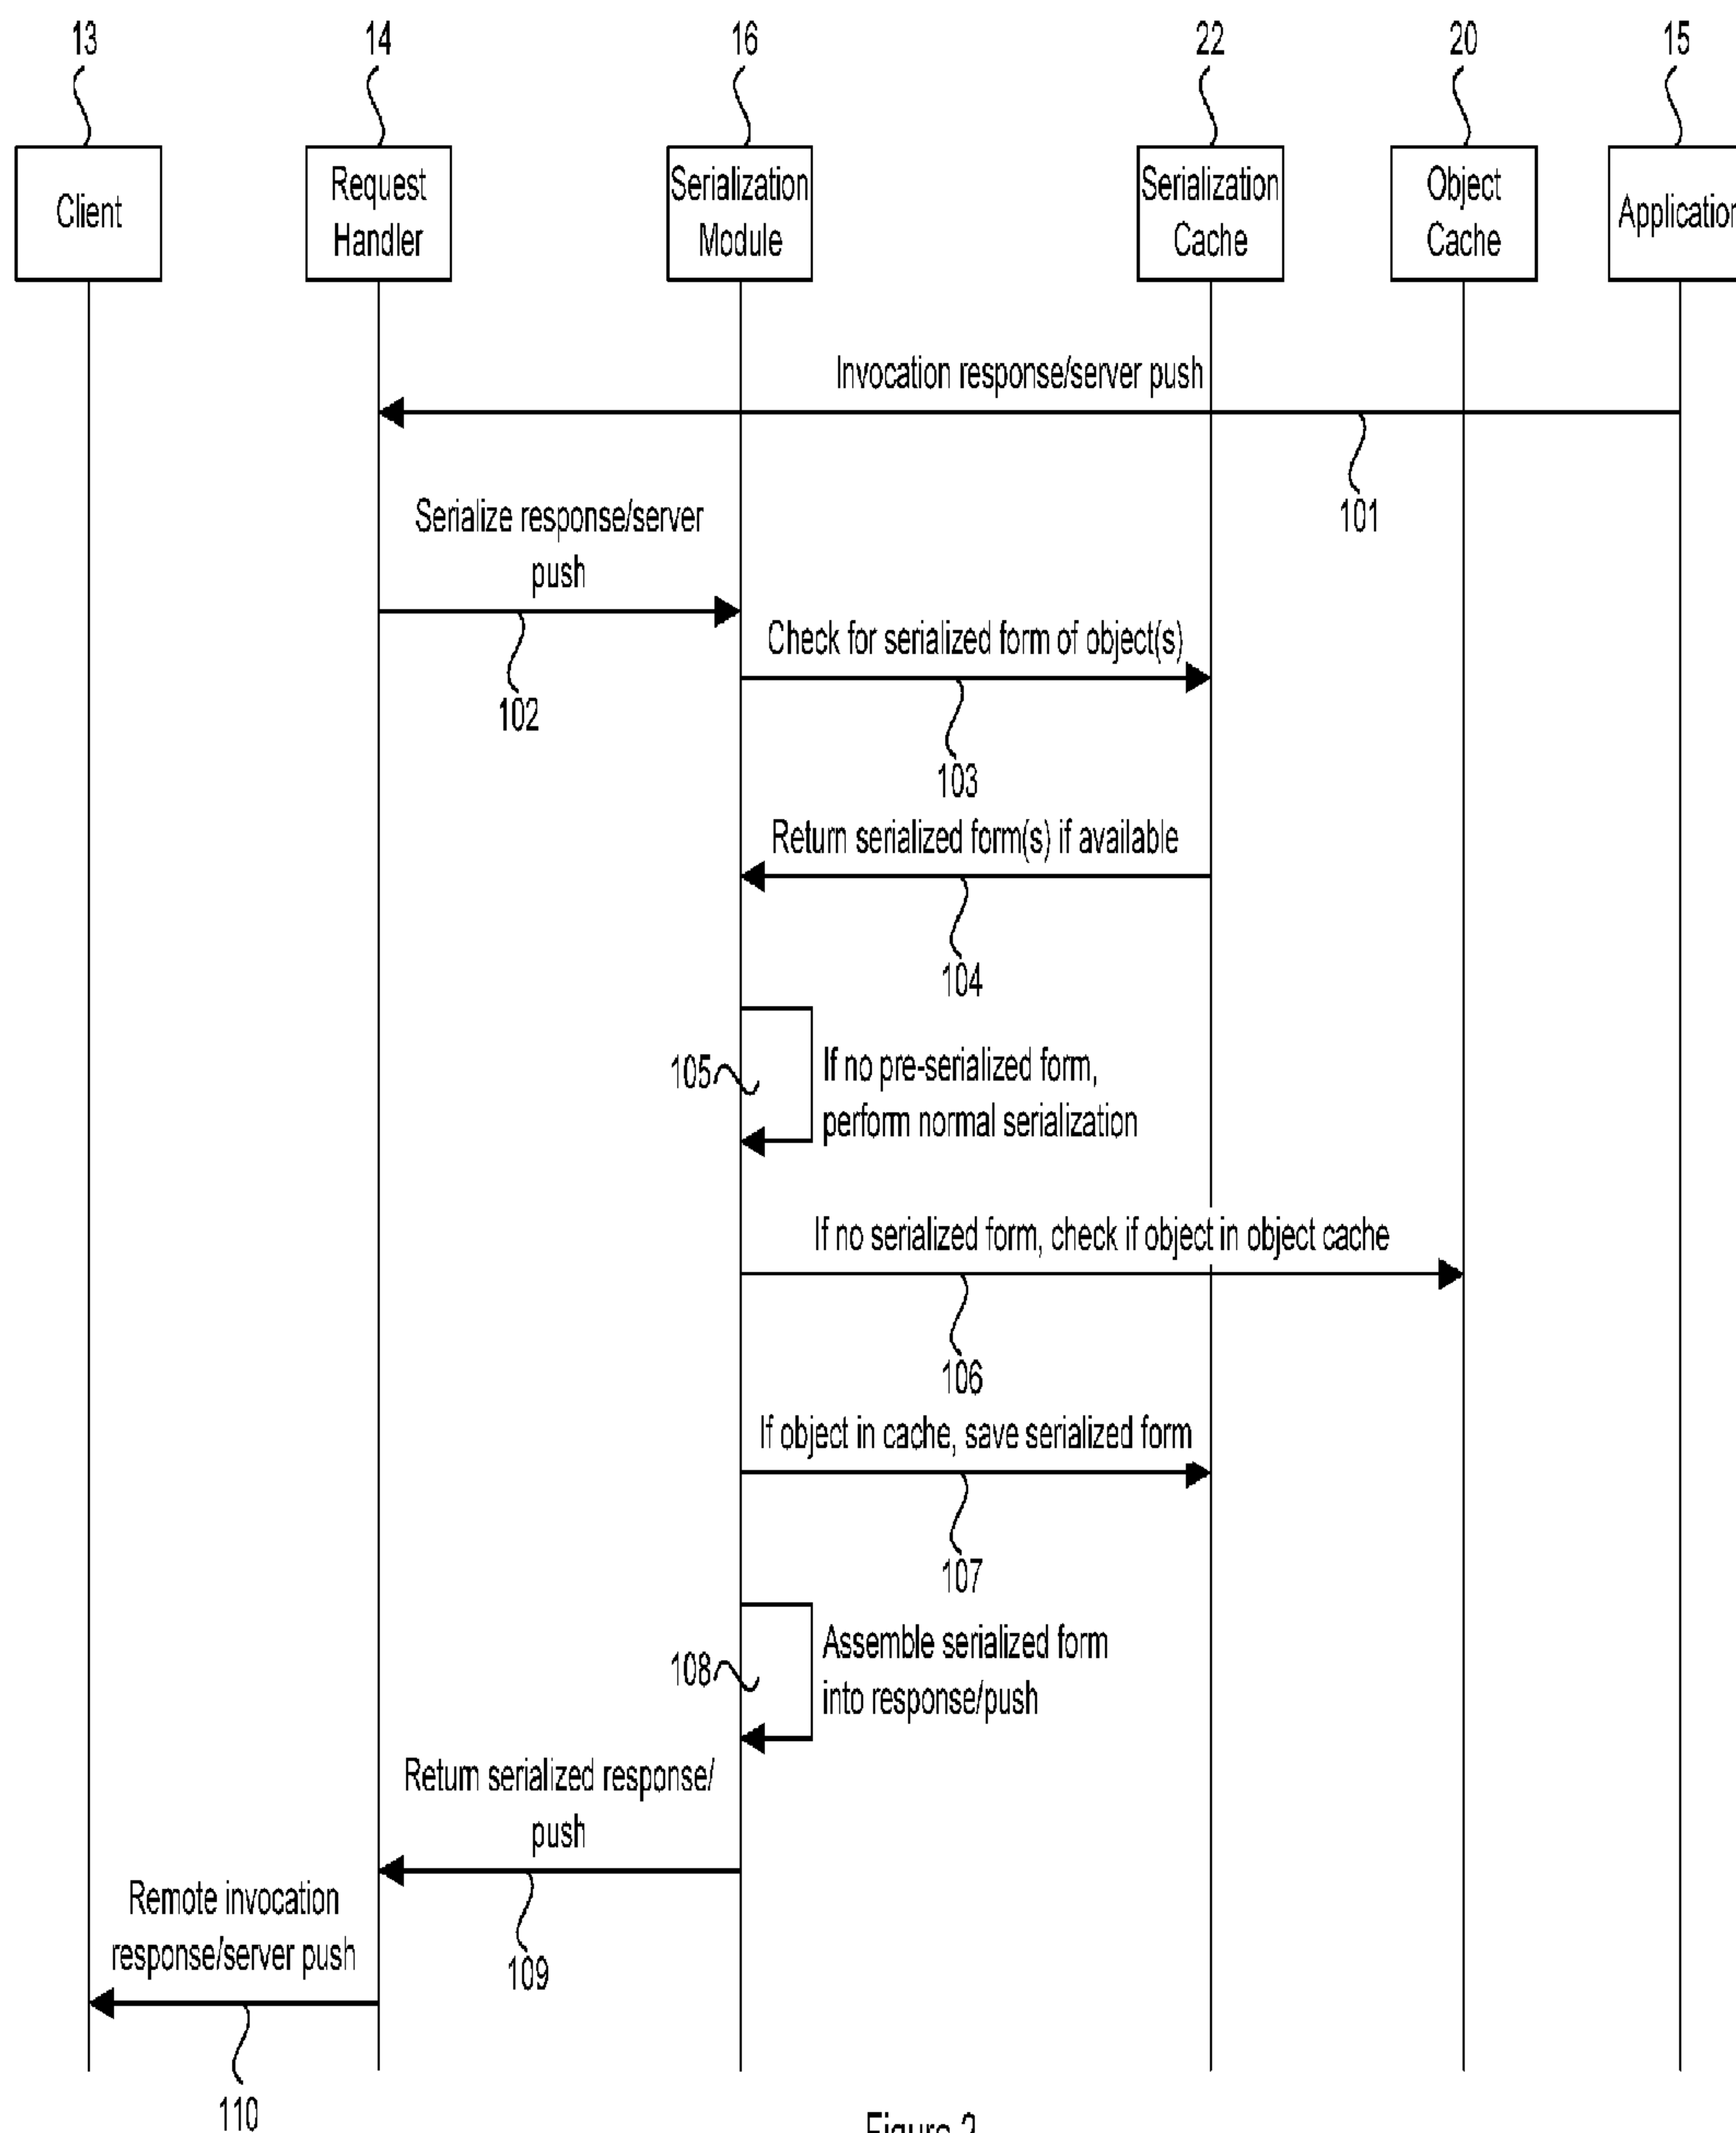 13
14
16
22
20
15
Client
Request
Handler
Serialization
Module
Serialization
Cache
Object
Cache
Application
Invocation response/server push
101
Serialize response/server
push
102
Check for serialized form of object(s)
103
Return serialized form(s) if available
104
105
If no pre-serialized form,
perform normal serialization
If no serialized form, check if object in object cache
106
If object in cache, save serialized form
107
108
Assemble serialized form
into response/push
Return serialized response/
push
109
Remote invocation
response/server push
110
Figure